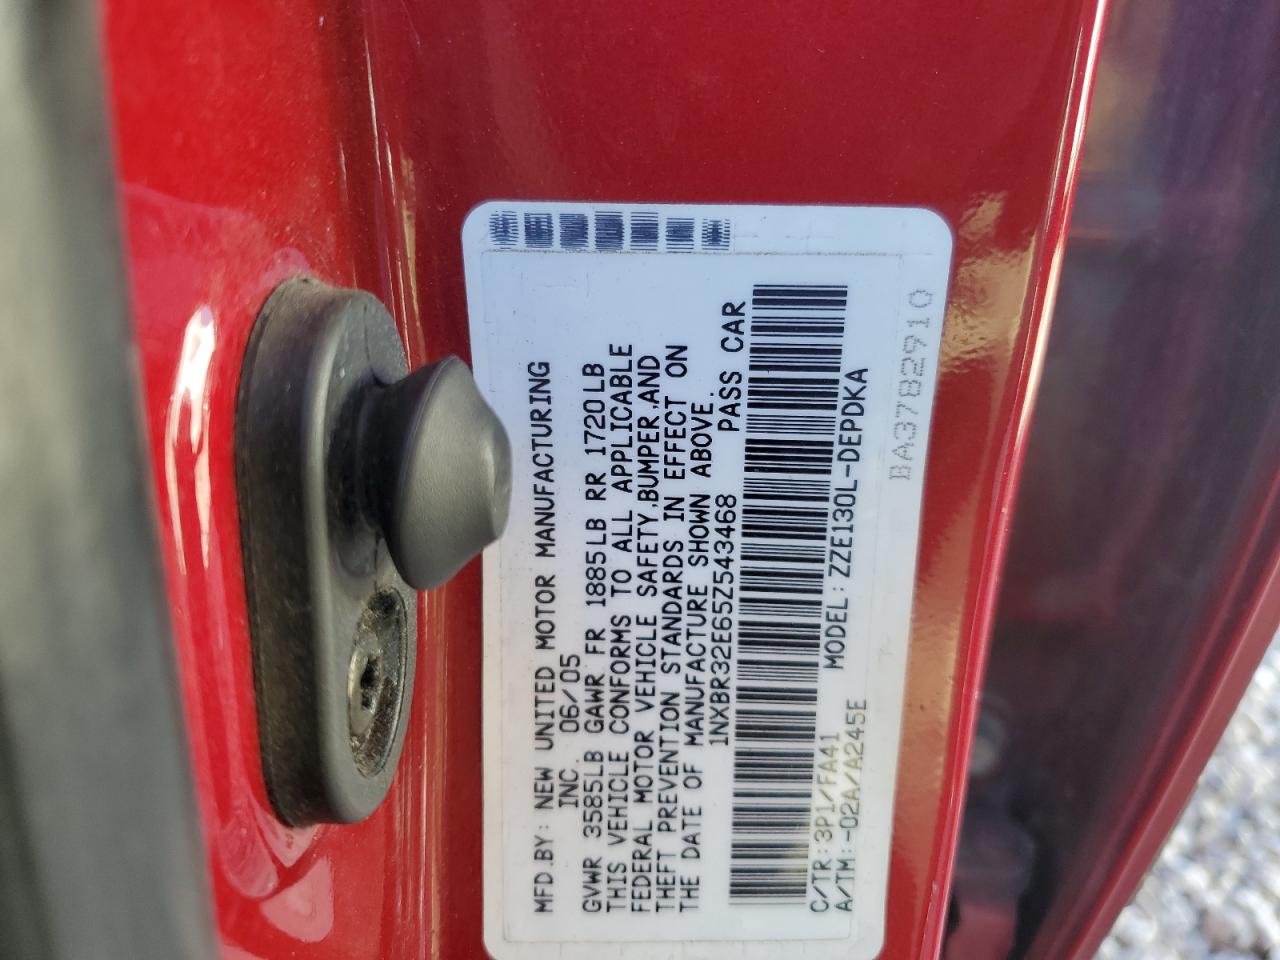 MFD.BY: NEW UNITED MOTOR MANUFACTURING
INC. 06/05
GVWR 3585LB GAWR FR 1885LB RR 1720LB
THIS VEHICLE CONFORMS TO ALL APPLICABLE
FEDERAL MOTOR VEHICLE SAFETY,BUMPER,AND
THEFT PREVENTION STANDARDS IN EFFECT ON
THE DATE OF MANUFACTURE SHOWN ABOVE.
1NXBR32E65Z543468 PASS CAR
C/TR:3P1/FA41 MODEL:ZZE130L-DEPDKA
A/TM:-02A/A245E
BA3782910